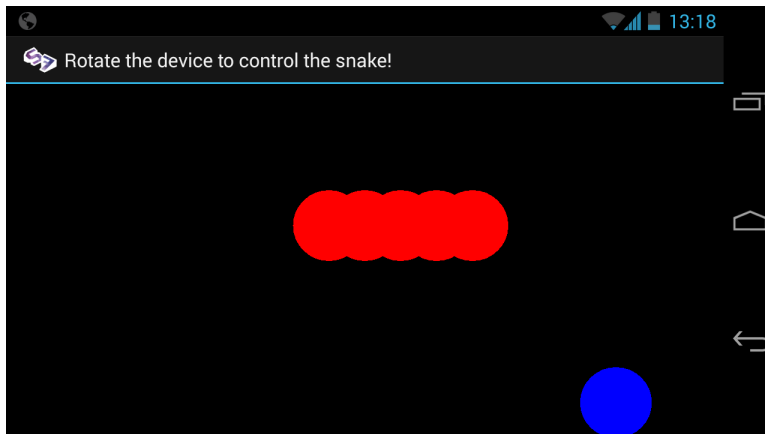 13:18
Rotate the device to control the snake!